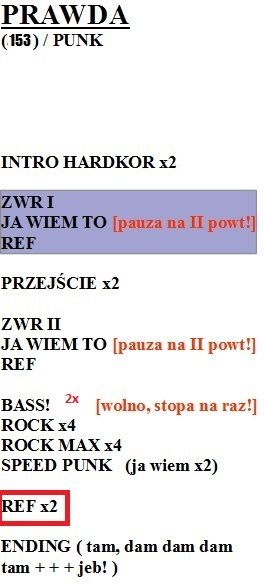 PRAWDA
(.153) / PUNK
INTRO HARDKOR x2
ZWR I
JA WIEM TO [pauza na II powt!]
REF
PRZEJŚCIE x2
ZWR II
JA WIEM TO [pauza na II powt!]
REF
BASS! 2x [wolno, stopa na raz!]
ROCK x4
ROCK MAX x4
SPEED PUNK (ja wiem x2)
REF x2
ENDING ( tam, dam dam dam
tam + + + jeb! )